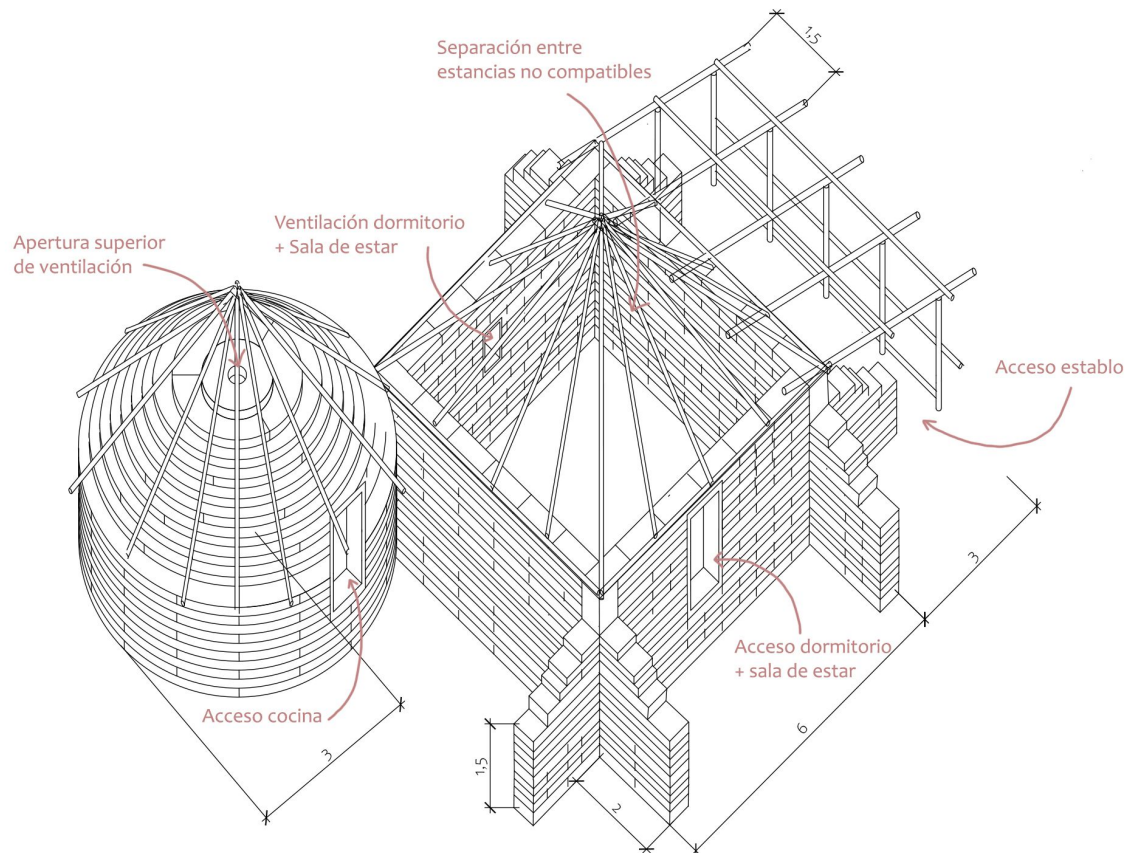 1,5
Separación entre
estancias no compatibles
Ventilación dormitorio
+ Sala de estar
Apertura superior
de ventilación
Acceso establo
3
Acceso dormitorio
+ sala de estar
Acceso cocina
3
6
1,5
2